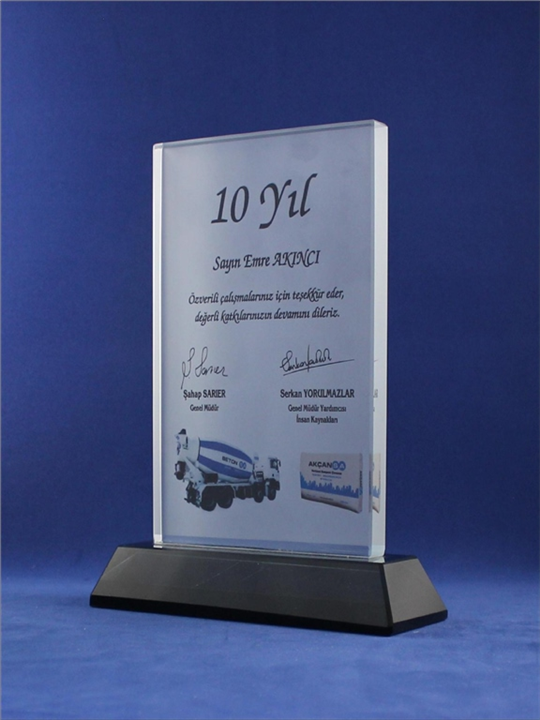 10 Yıl
Sayın Emre AKINCI
Özverili çalışmalarınız için teşekkür eder,
değerli katkılarınızın devamını dileriz.
Şahap SARIER
Genel Müdür
Serkan YORULMAZLAR
Genel Müdür Yardımcısı
İnsan Kaynakları
BETON
AKÇANSA